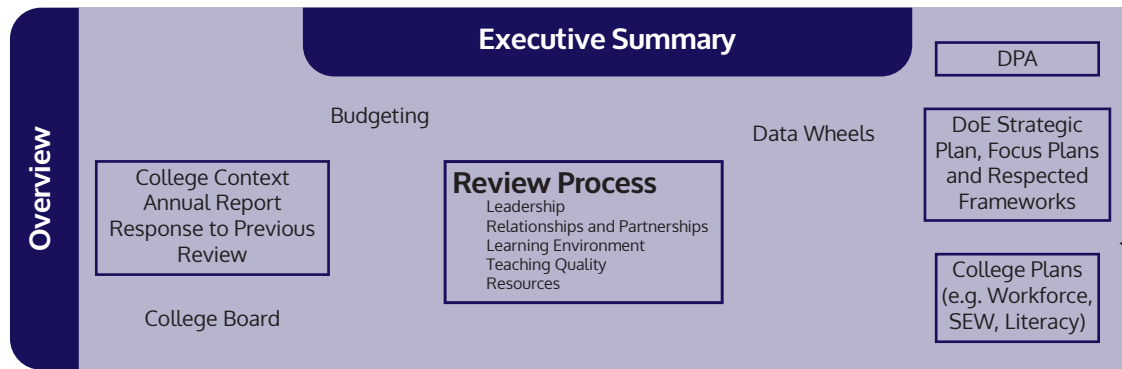 Overview
Executive Summary
Budgeting
College Context
Annual Report
Response to Previous
Review
College Board
Review Process
Leadership
Relationships and Partnerships
Learning Environment
Teaching Quality
Resources
Data Wheels
DPA
DoE Strategic
Plan, Focus Plans
and Respected
Frameworks
College Plans
(e.g. Workforce,
SEW, Literacy)